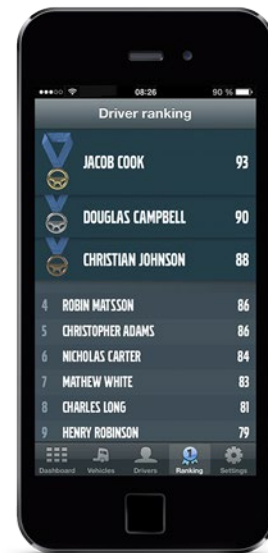 08:26 90 %
Driver ranking
JACOB COOK 93
DOUGLAS CAMPBELL 90
CHRISTIAN JOHNSON 88
4 ROBIN MATSSON 86
5 CHRISTOPHER ADAMS 86
6 NICHOLAS CARTER 84
7 MATHEW WHITE 83
8 CHARLES LONG 81
9 HENRY ROBINSON 79
1
Dashboard Vehicles Drivers Ranking Settings